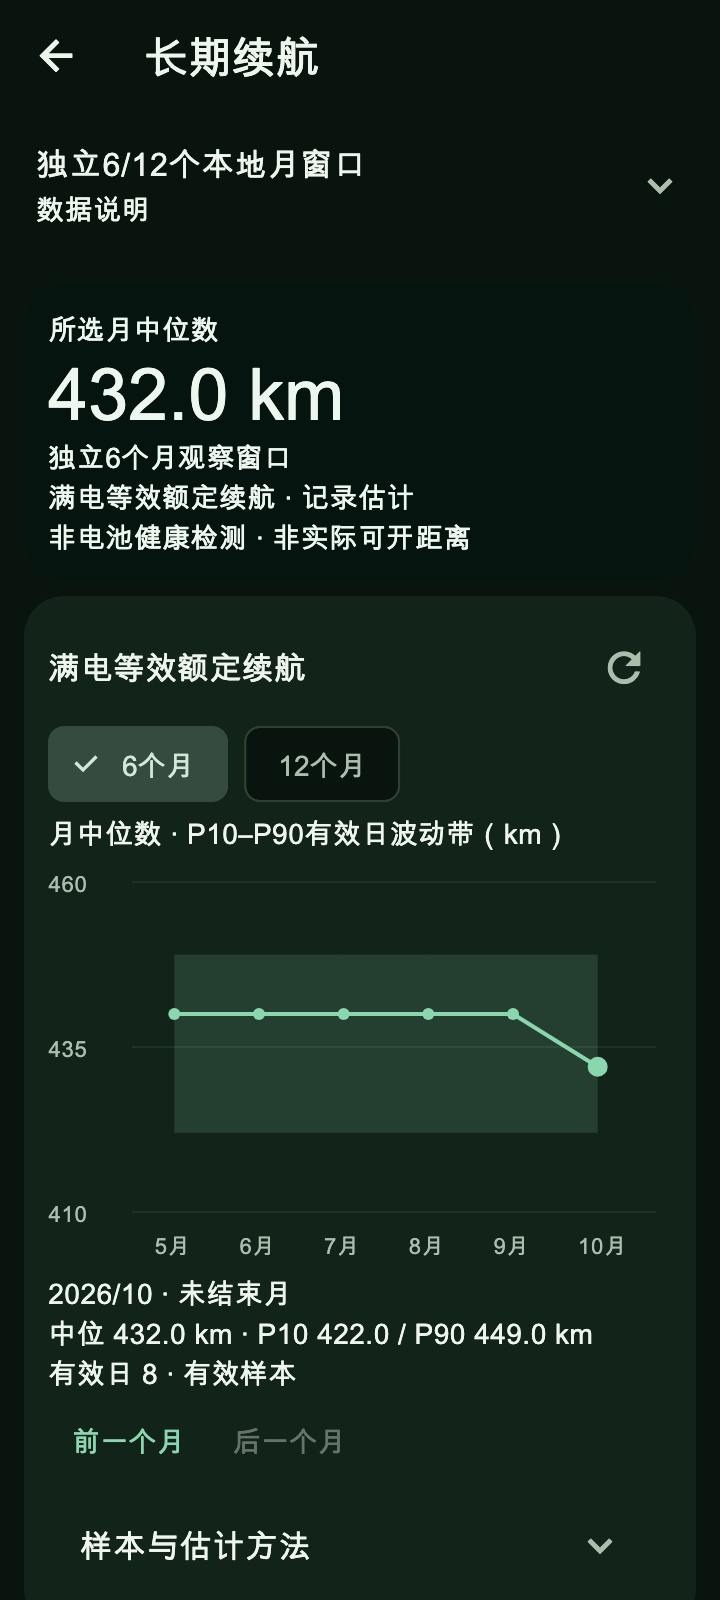 长期续航
独立6/12个本地月窗口
数据说明
所选月中位数
432.0 km
独立6个月观察窗口
满电等效额定续航 · 记录估计
非电池健康检测 · 非实际可开距离
满电等效额定续航
6个月
12个月
月中位数 · P10–P90有效日波动带（km）
460
435
410
5月 6月 7月 8月 9月 10月
2026/10 · 未结束月
中位 432.0 km · P10 422.0 / P90 449.0 km
有效日 8 · 有效样本
前一个月 后一个月
样本与估计方法